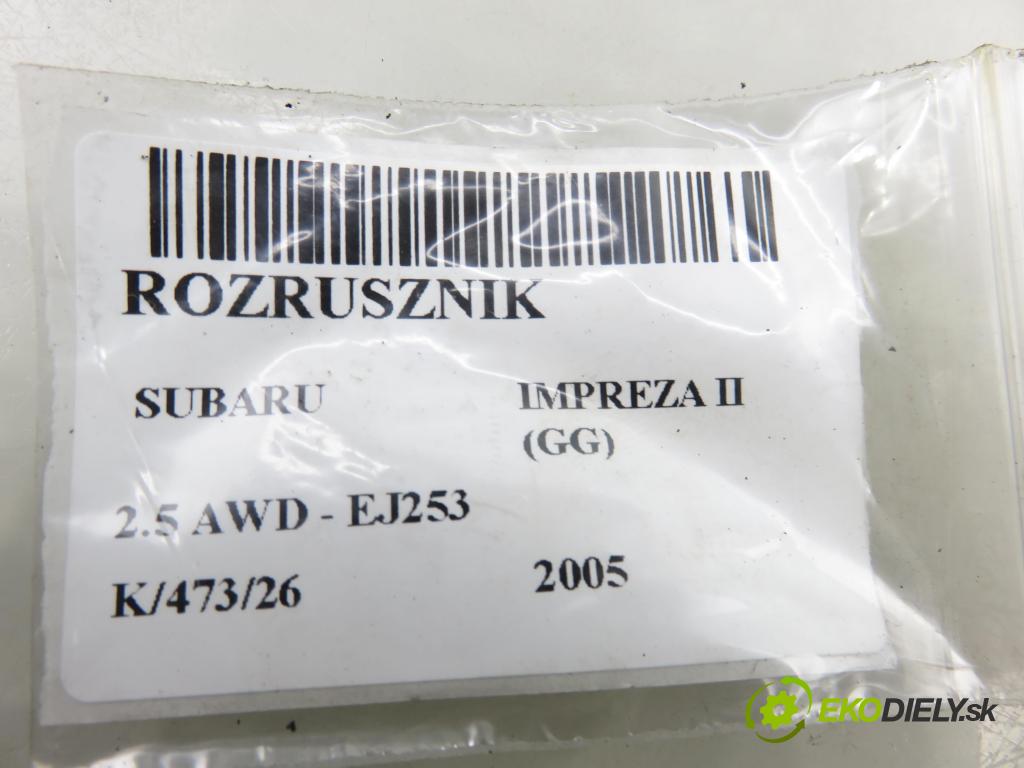 ROZRUSZNIK
SUBARU IMPREZA II
(GG)
2.5 AWD - EJ253
K/473/26 2005
EKODIELY.sk